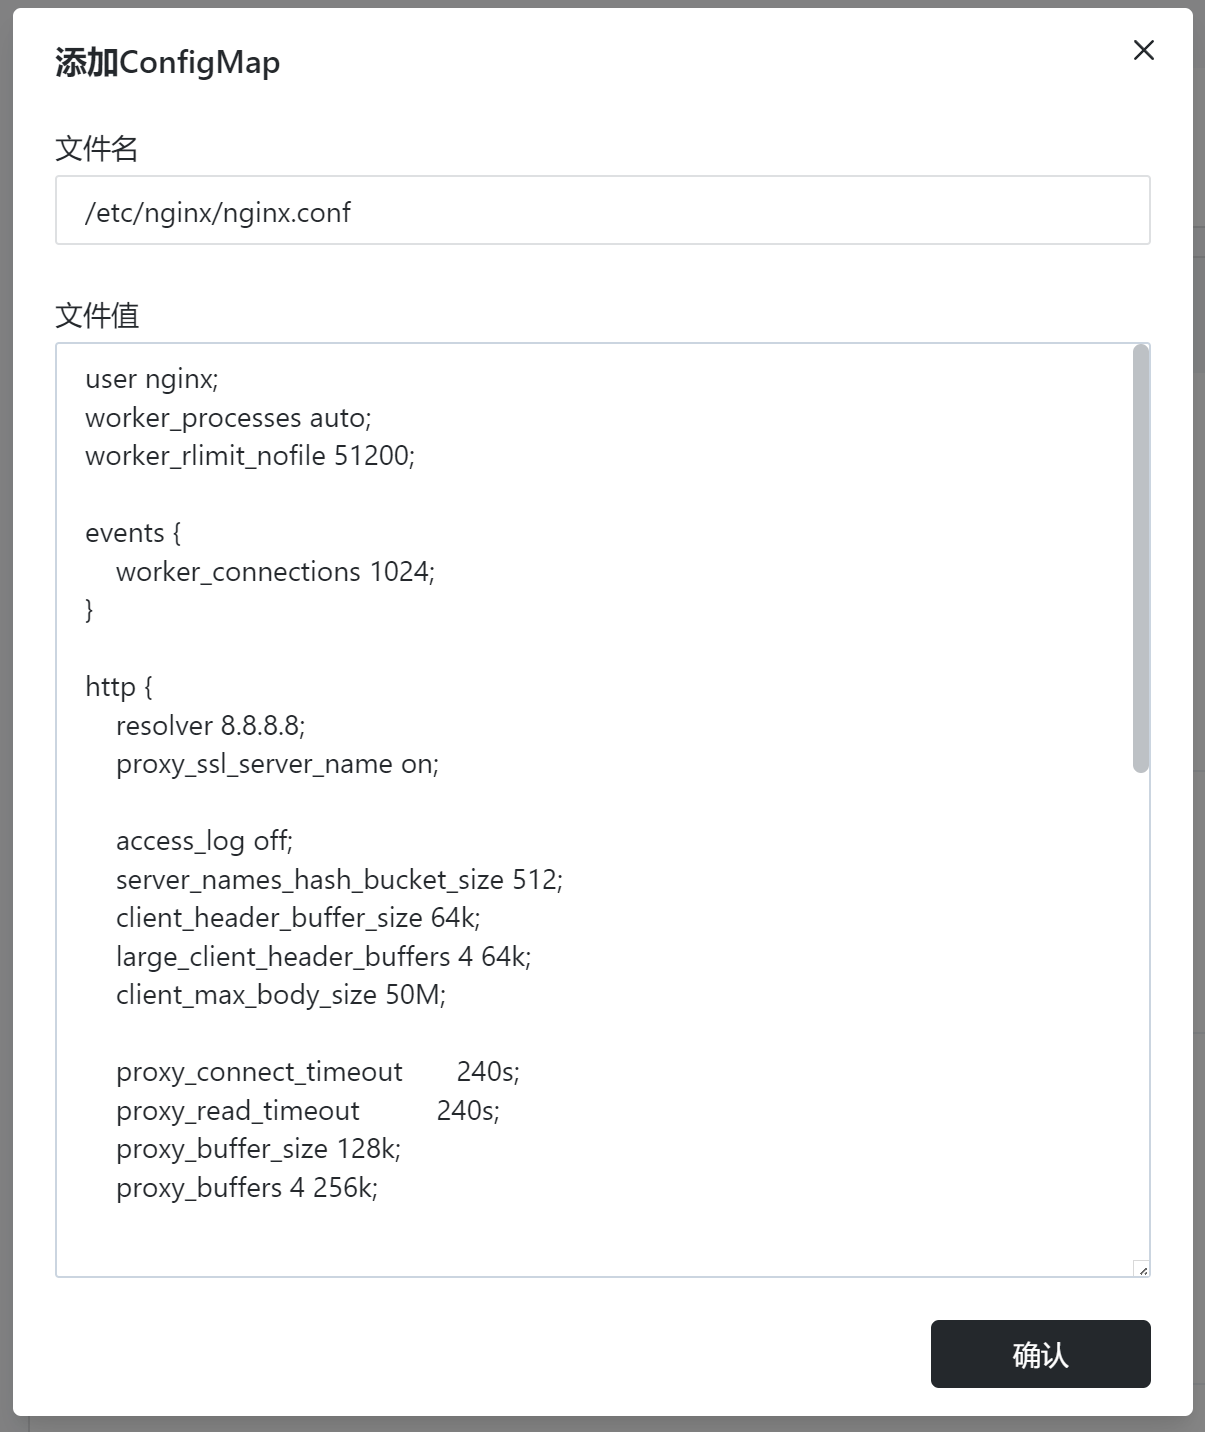 添加ConfigMap
文件名
/etc/nginx/nginx.conf
文件值
user nginx;
worker_processes auto;
worker_rlimit_nofile 51200;
events {
worker_connections 1024;
}
http {
resolver 8.8.8.8;
proxy_ssl_server_name on;
access_log off;
server_names_hash_bucket_size 512;
client_header_buffer_size 64k;
large_client_header_buffers 4 64k;
client_max_body_size 50M;
proxy_connect_timeout 240s;
proxy_read_timeout 240s;
proxy_buffer_size 128k;
proxy_buffers 4 256k;
确认